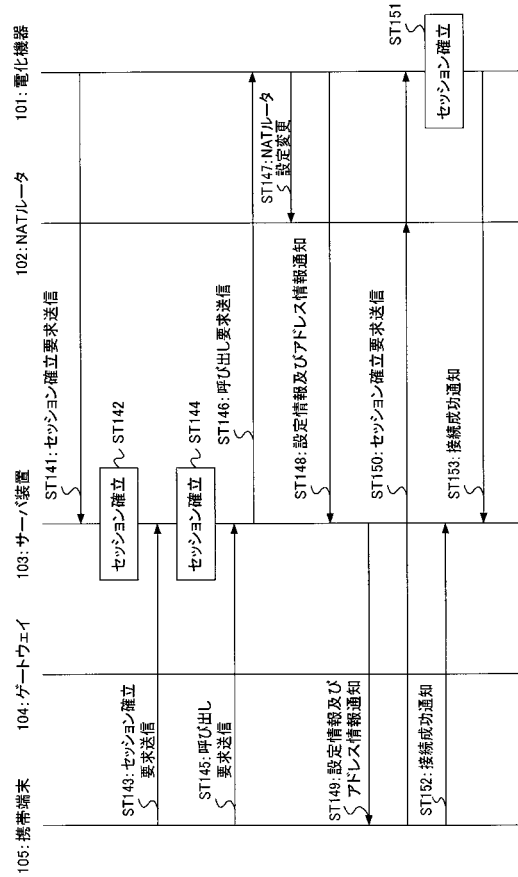 105:携帯端末
104:ゲートウェイ
103:サーバ装置
102:NATルータ
101:電化機器
ST141:セッション確立要求送信
セッション確立
ST142
ST143:セッション確立
要求送信
セッション確立
ST144
ST145:呼び出し
要求送信
ST146:呼び出し要求送信
ST147:NATルータ
設定変更
ST148:設定情報及びアドレス情報通知
ST149:設定情報及び
アドレス情報通知
ST150:セッション確立要求送信
セッション確立
ST151
ST152:接続成功通知
ST153:接続成功通知